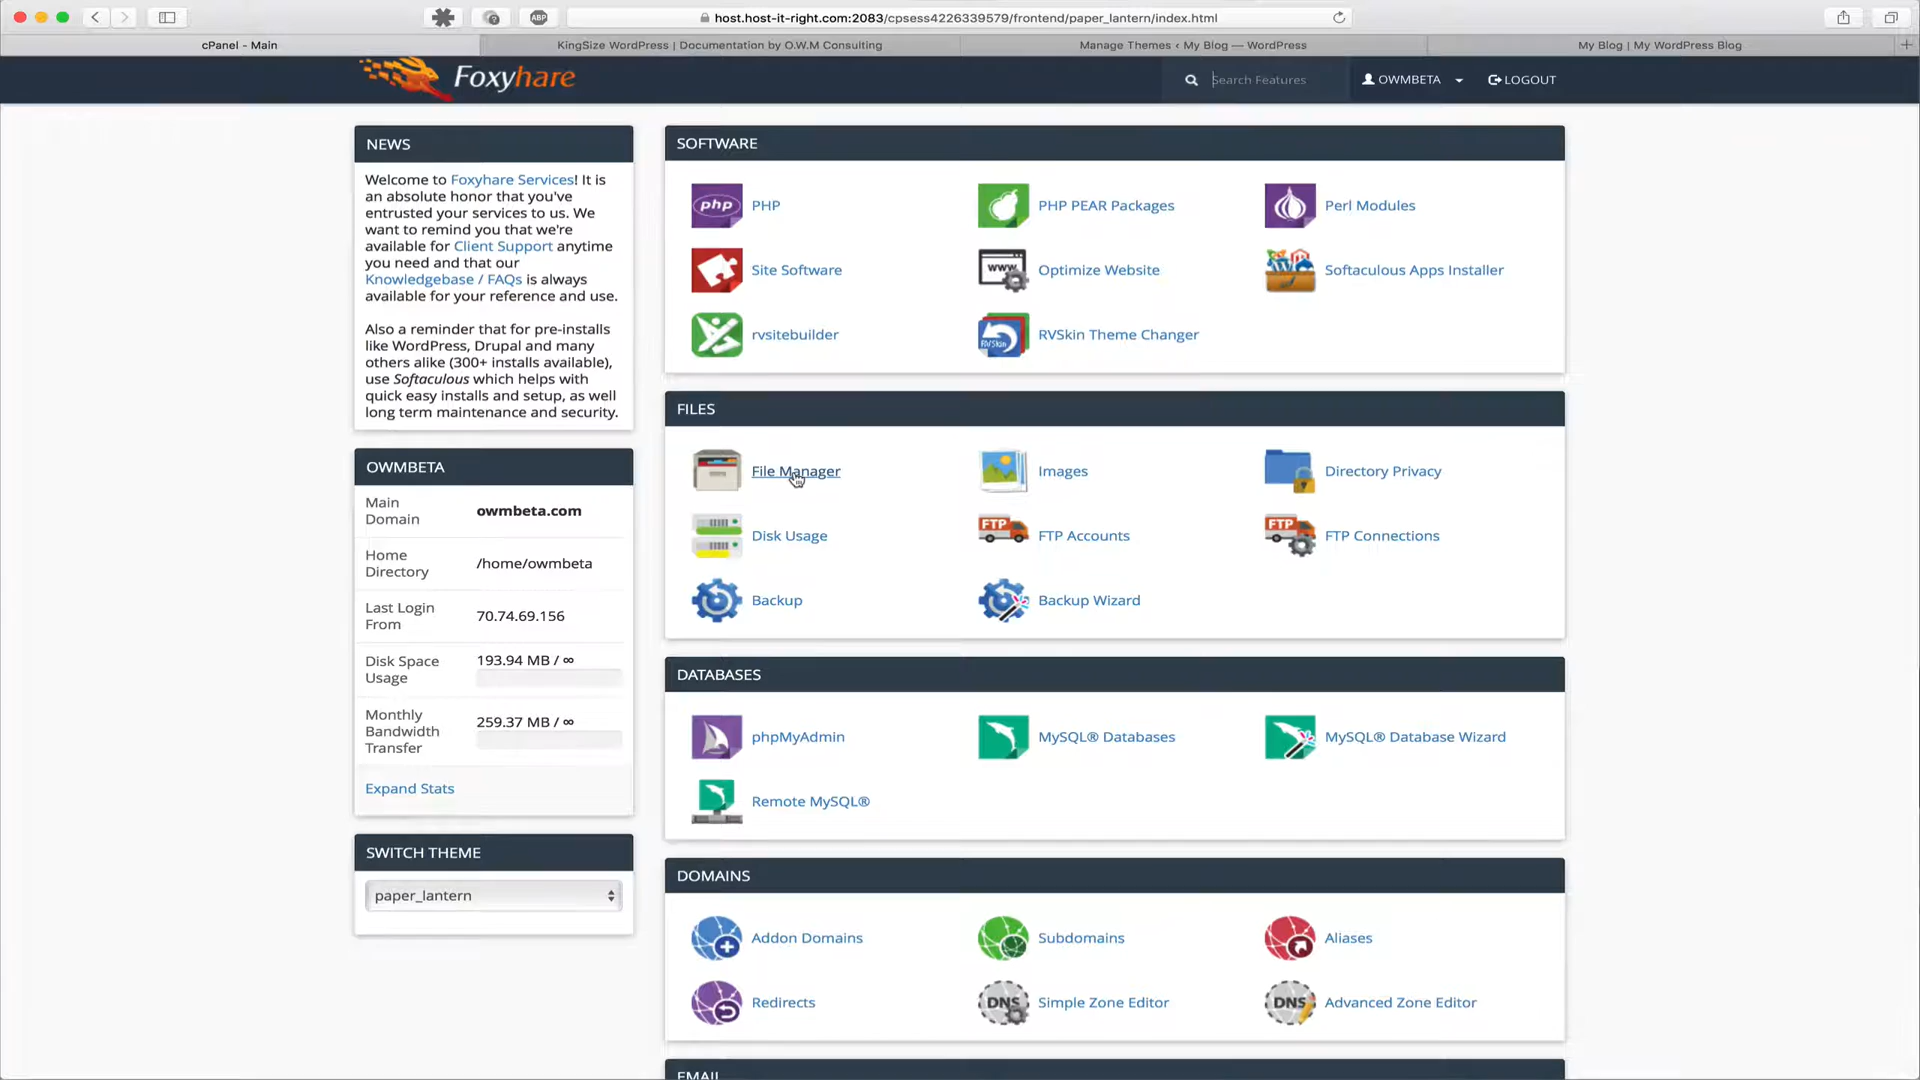 ABP
host.host-it-right.com:2083/cpsess4226339579/frontend/paper_lantern/index.html
cPanel - Main
KingSize WordPress | Documentation by O.W.M Consulting
Manage Themes ‹ My Blog — WordPress
My Blog | My WordPress Blog
Foxyhare
Search Features
OWMBETA
LOGOUT
NEWS
Welcome to Foxyhare Services! It is
an absolute honor that you've
entrusted your services to us. We
want to remind you that we're
available for Client Support anytime
you need and that our
Knowledgebase / FAQs is always
available for your reference and use.
Also a reminder that for pre-installs
like WordPress, Drupal and many
others alike (300+ installs available),
use Softaculous which helps with
quick easy installs and setup, as well
long term maintenance and security.
OWMBETA
Main
Domain
owmbeta.com
Home
Directory
/home/owmbeta
Last Login
From
70.74.69.156
Disk Space
Usage
193.94 MB / ∞
Monthly
Bandwidth
Transfer
259.37 MB / ∞
Expand Stats
SWITCH THEME
paper_lantern
SOFTWARE
php
PHP
PHP PEAR Packages
Perl Modules
Site Software
WWW
Optimize Website
Softaculous Apps Installer
rvsitebuilder
RVSkin
RVSkin Theme Changer
FILES
File Manager
Images
Directory Privacy
Disk Usage
FTP
FTP Accounts
FTP
FTP Connections
Backup
Backup Wizard
DATABASES
phpMyAdmin
MySQL® Databases
MySQL® Database Wizard
Remote MySQL®
DOMAINS
Addon Domains
Subdomains
Aliases
Redirects
DNS
Simple Zone Editor
DNS
Advanced Zone Editor
EMAIL